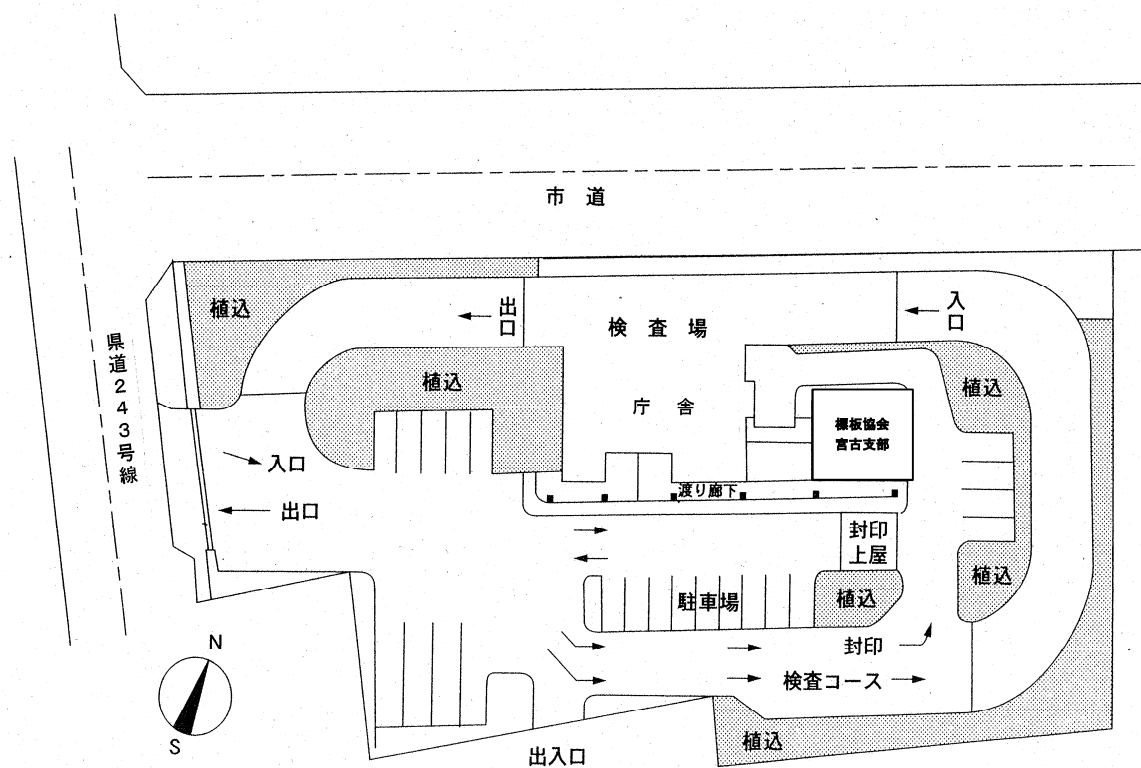 市道
植込
出口
検査場
入口
県道243号線
植込
庁舎
植込
標板協会
宮古支部
入口
渡り廊下
出口
封印
上屋
植込
駐車場
植込
封印
N
検査コース
S
植込
出入口